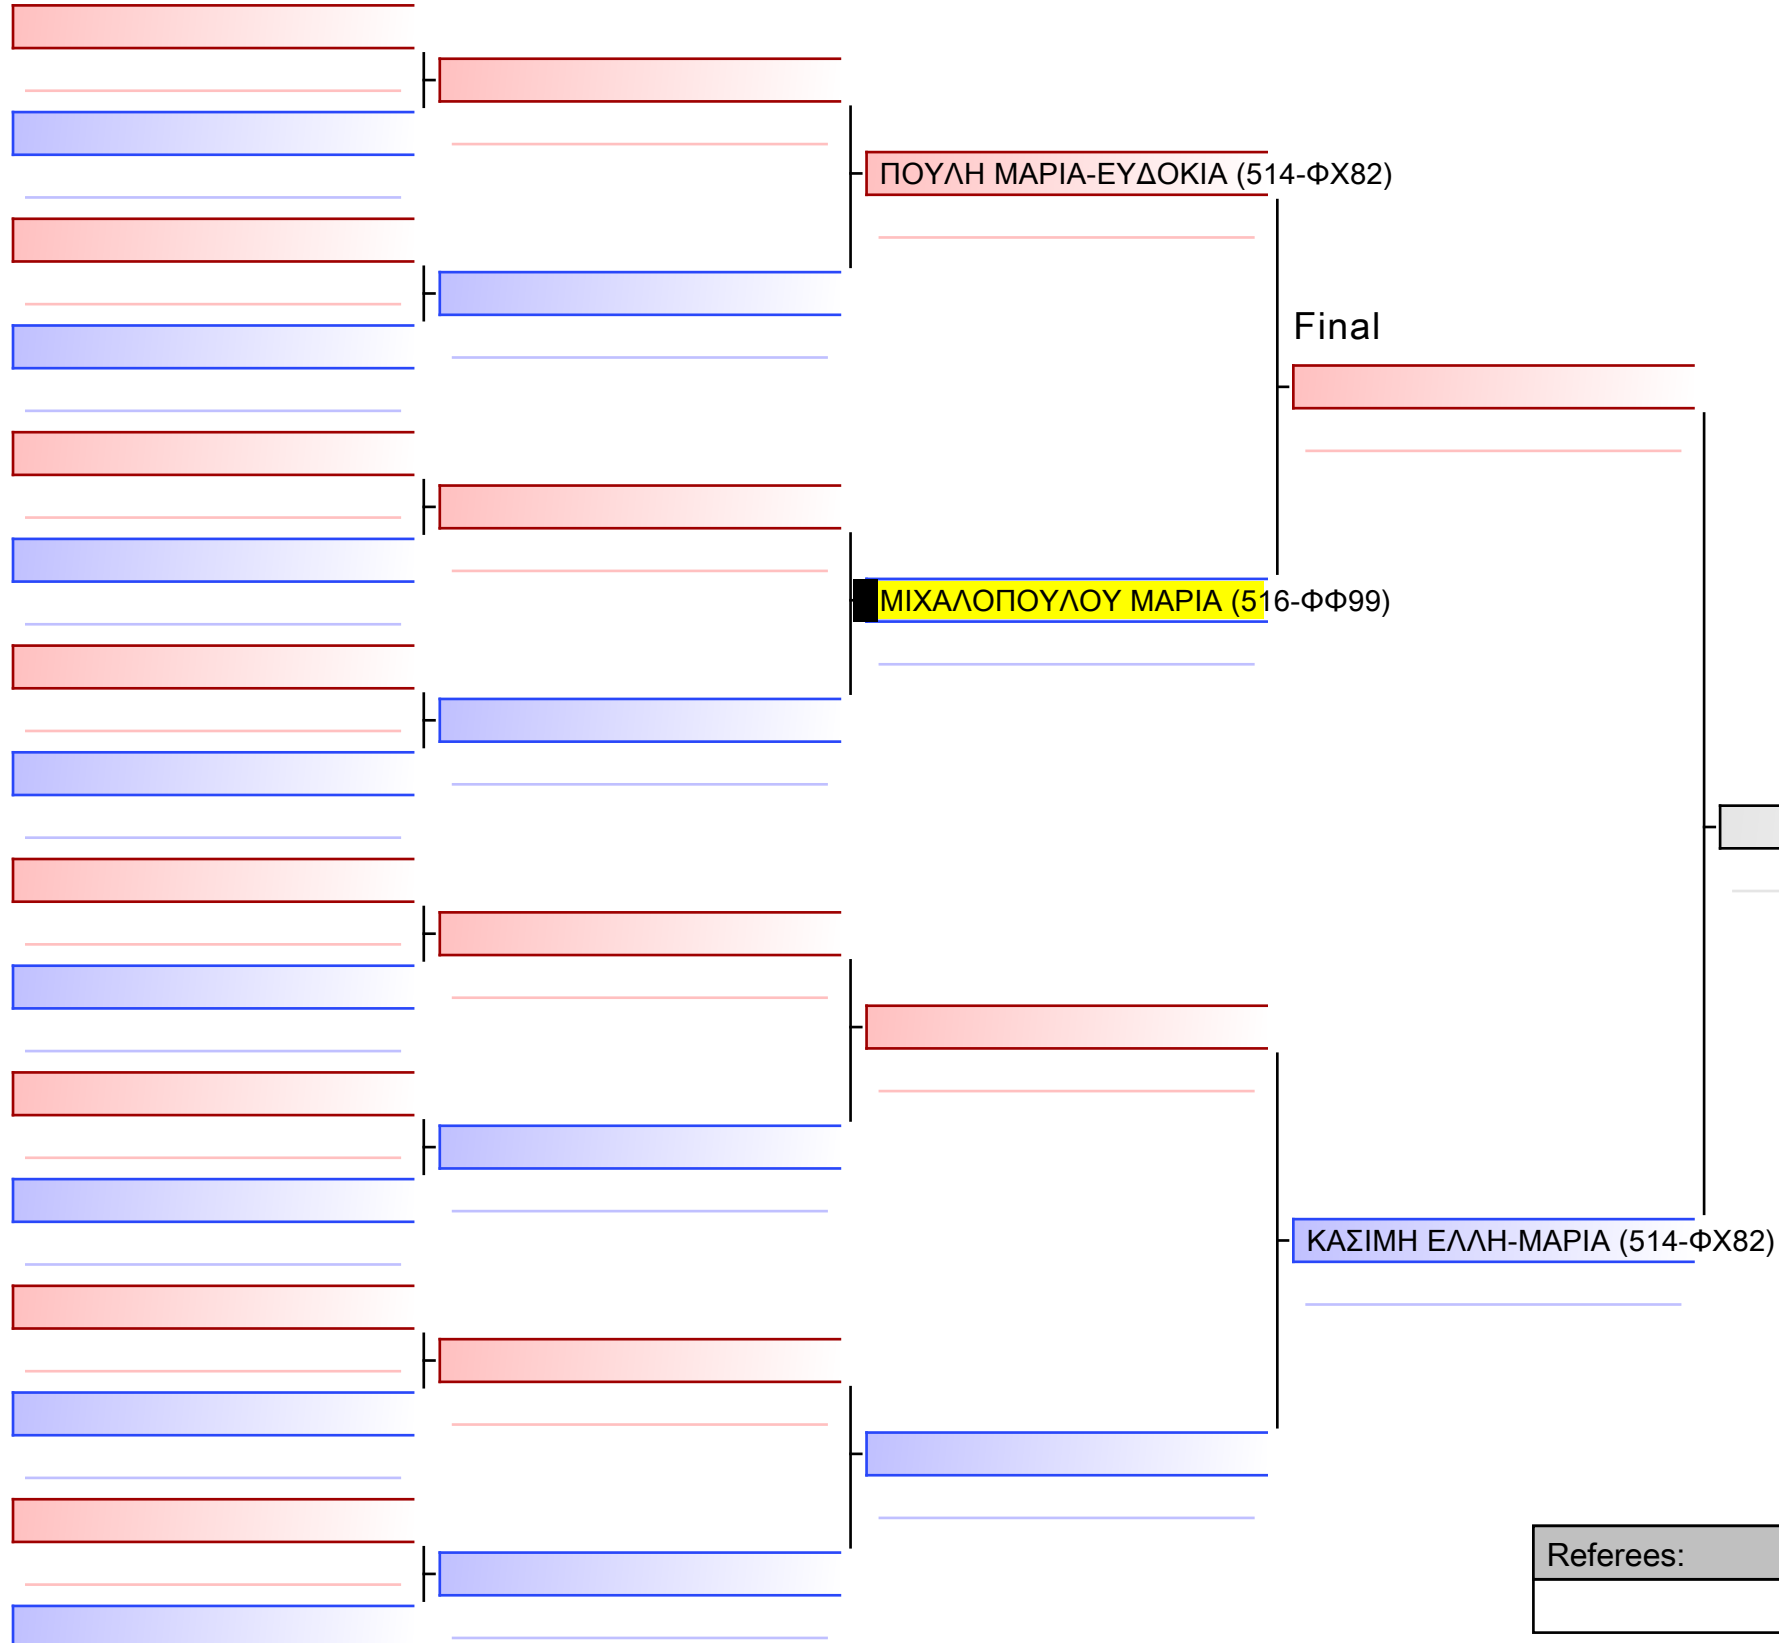 ΠΟΥΛΗ ΜΑΡΙΑ-ΕΥΔΟΚΙΑ (514-ΦΧ82)
Final
ΜΙΧΑΛΟΠΟΥΛΟΥ ΜΑΡΙΑ (516-ΦΦ99)
ΚΑΣΙΜΗ ΕΛΛΗ-ΜΑΡΙΑ (514-ΦΧ82)
Referees: